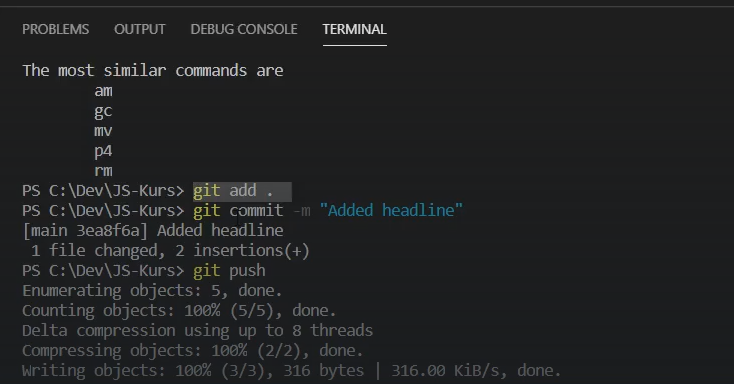 PROBLEMS OUTPUT DEBUG CONSOLE TERMINAL
The most similar commands are
am
gc
mv
p4
rm
PS C:\Dev\JS-Kurs> git add .
PS C:\Dev\JS-Kurs> git commit -m "Added headline"
[main 3ea8f6a] Added headline
1 file changed, 2 insertions(+)
PS C:\Dev\JS-Kurs> git push
Enumerating objects: 5, done.
Counting objects: 100% (5/5), done.
Delta compression using up to 8 threads
Compressing objects: 100% (2/2), done.
Writing objects: 100% (3/3), 316 bytes | 316.00 KiB/s, done.